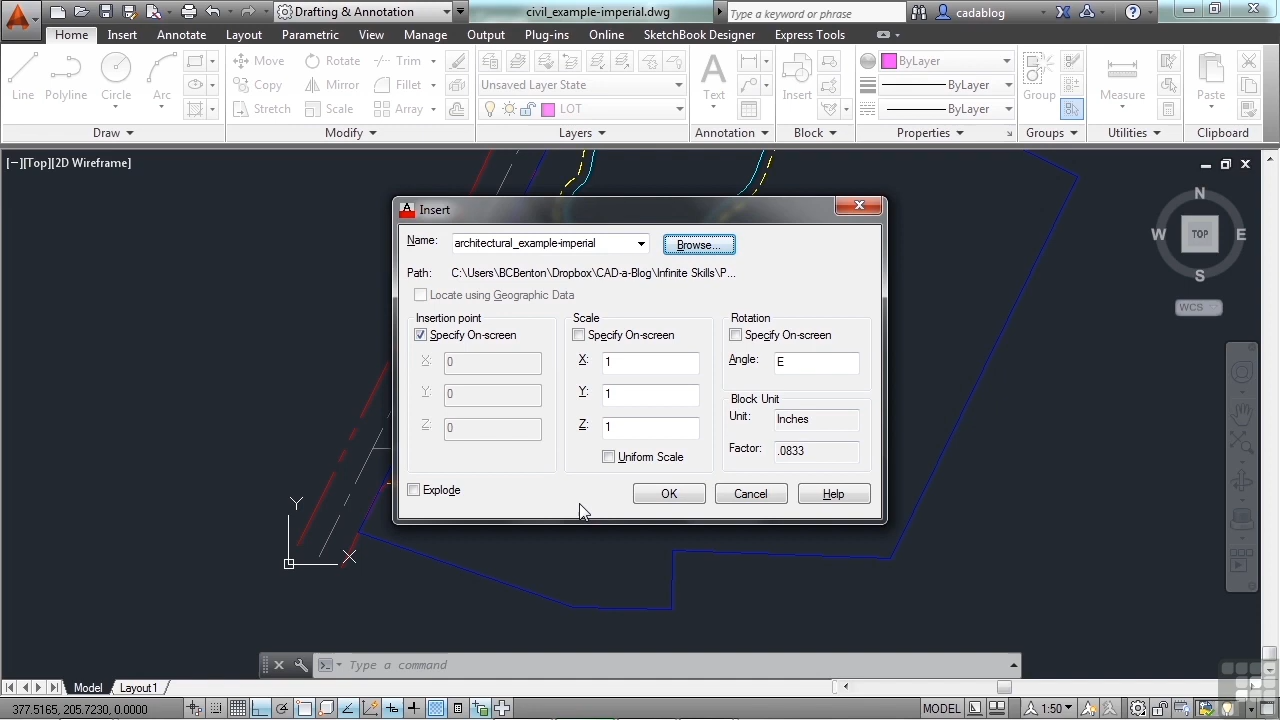 Drafting & Annotation civil_example-imperial.dwg Type a keyword or phrase cadablog
Home Insert Annotate Layout Parametric View Manage Output Plug-ins Online SketchBook Designer Express Tools
Line Polyline Circle Arc
Move Rotate Trim
Copy Mirror Fillet
Stretch Scale Array
Unsaved Layer State
LOT
Text
Insert
ByLayer
ByLayer
ByLayer
Group
Measure
Paste
Draw Modify Layers Annotation Block Properties Groups Utilities Clipboard
[−][Top][2D Wireframe]
N
W TOP E
S
WCS
Insert
Name: architectural_example-imperial Browse...
Path: C:\Users\BCBenton\Dropbox\CAD-a-Blog\Infinite Skills\P...
Locate using Geographic Data
Insertion point
Specify On-screen
X: 0
Y: 0
Z: 0
Scale
Specify On-screen
X: 1
Y: 1
Z: 1
Uniform Scale
Rotation
Specify On-screen
Angle: E
Block Unit
Unit: Inches
Factor: .0833
Explode
OK Cancel Help
Y
X
Type a command
Model Layout1
377.5165, 205.7230, 0.0000 MODEL 1:50